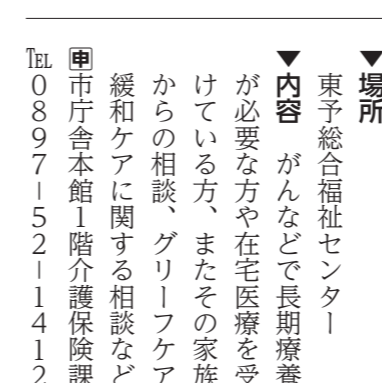 ▼場所
東予総合福祉センター
▼内容　がんなどで長期療養
が必要な方や在宅医療を受
けている方、またその家族
からの相談、グリーフケア
緩和ケアに関する相談など
申市庁舎本館1階介護保険課
TEL 0897-52-1412